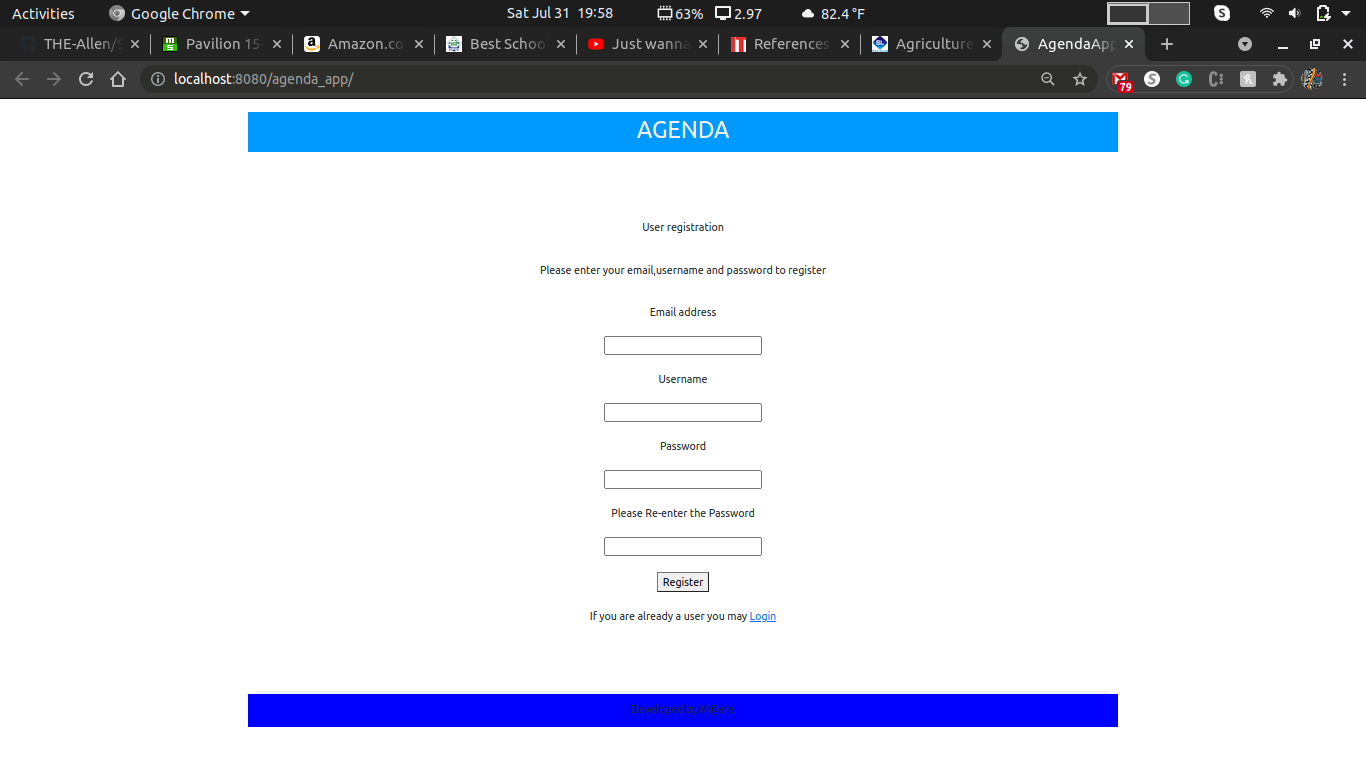 Activities Google Chrome Sat Jul 31 19:58 63% 2.97 82.4 °F
THE-Allen/S Pavilion 15- Amazon.co Best Schoo Just wanna References Agriculture AgendaApp
localhost:8080/agenda_app/ 79
AGENDA
User registration
Please enter your email,username and password to register
Email address
Username
Password
Please Re-enter the Password
Register
If you are already a user you may Login
Developed by